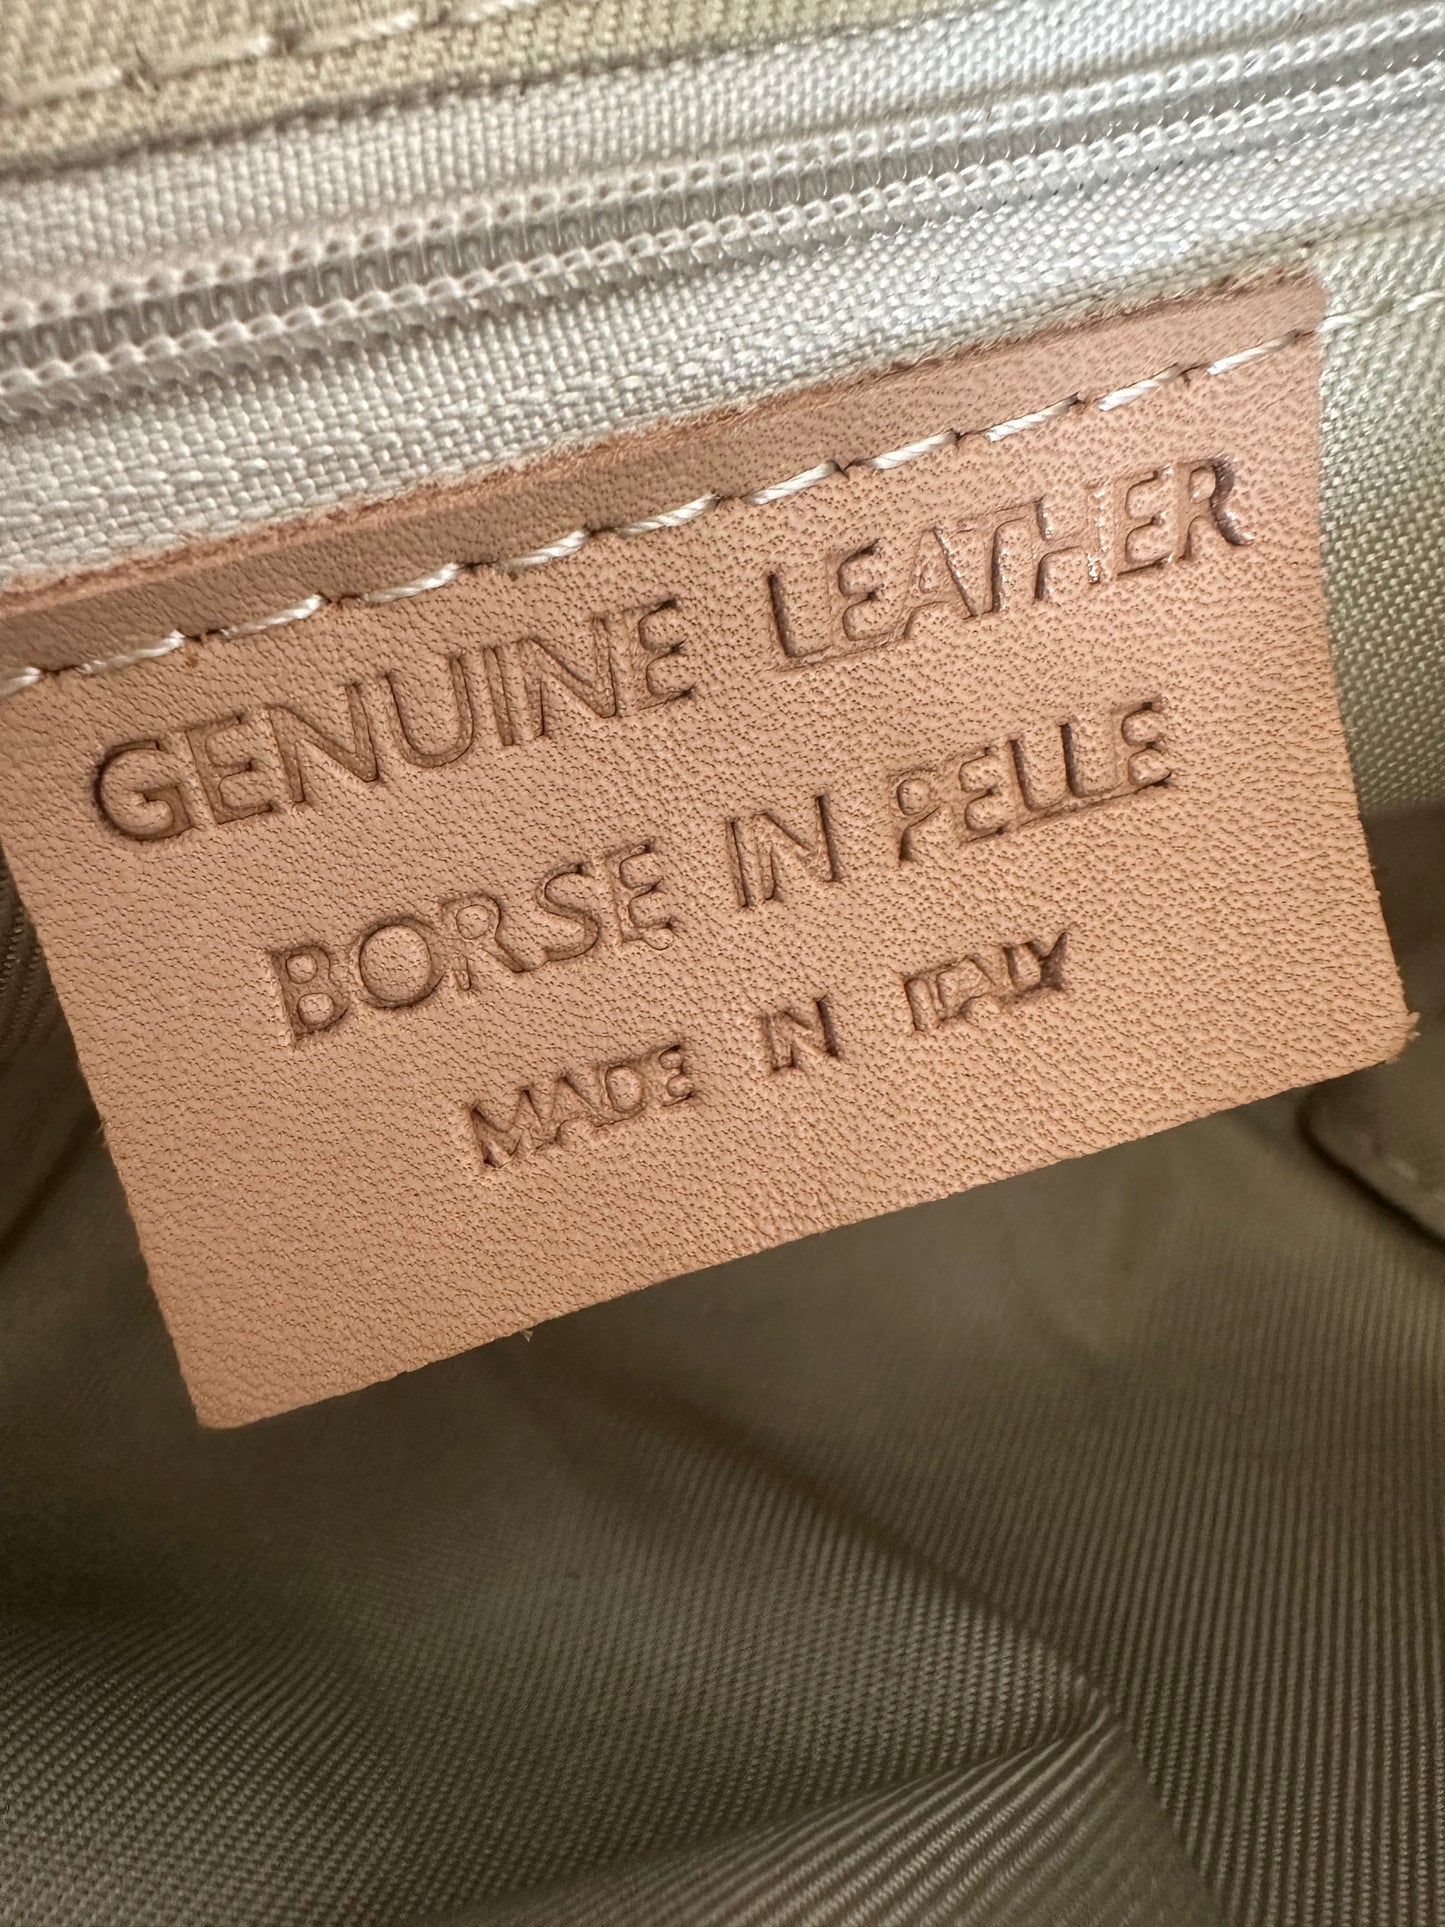 GENUINE LEATHER
BORSE IN PELLE
MADE IN ITALY